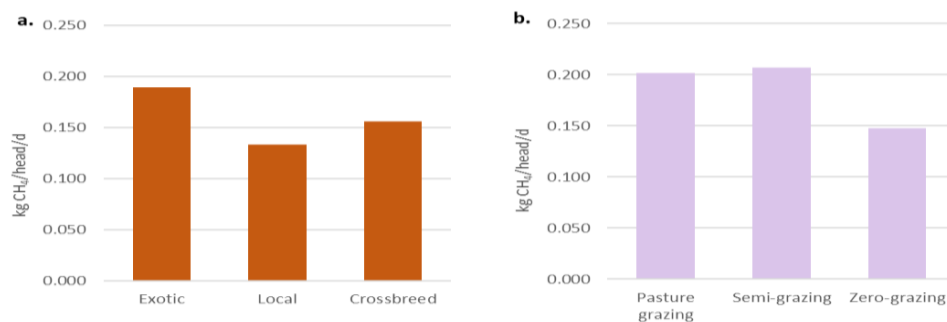 a.
kg CH₄/head/d
0.250
0.200
0.150
0.100
0.050
0.000
Exotic Local Crossbreed
b.
kg CH₄/head/d
0.250
0.200
0.150
0.100
0.050
0.000
Pasture grazing Semi-grazing Zero-grazing